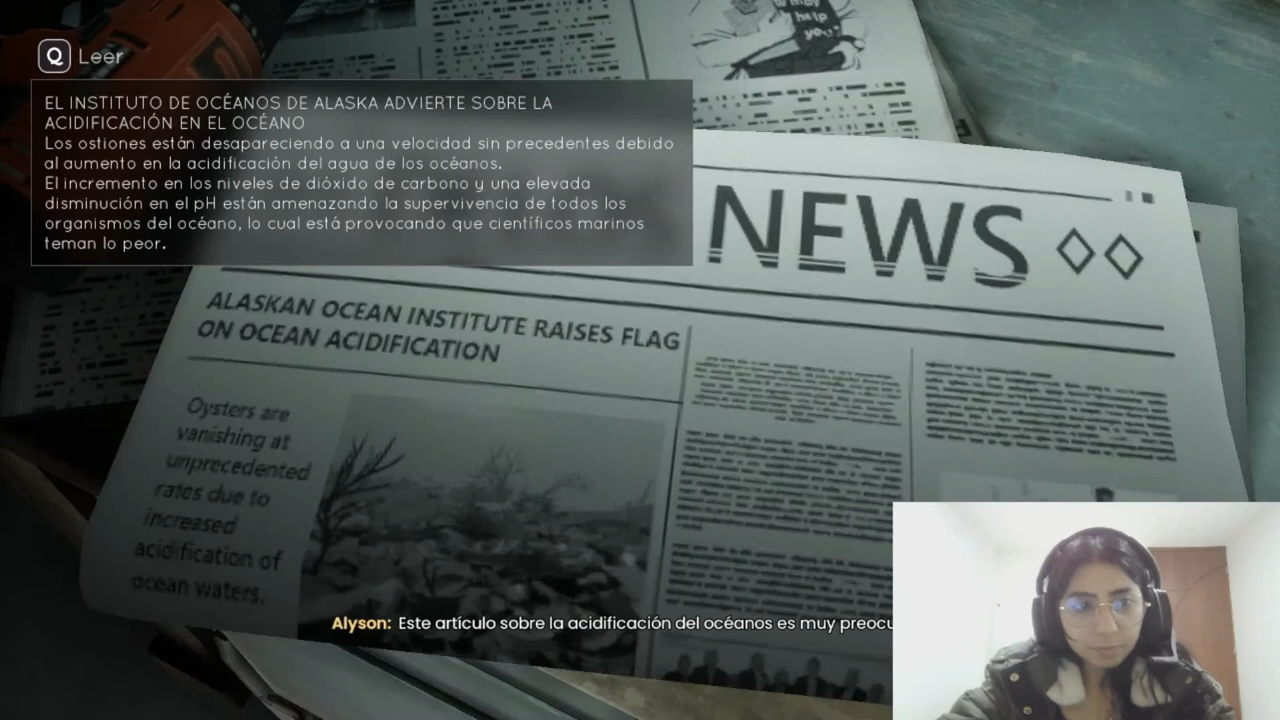 may help
you?
Q Leer
EL INSTITUTO DE OCÉANOS DE ALASKA ADVIERTE SOBRE LA
ACIDIFICACIÓN EN EL OCÉANO
Los ostiones están desapareciendo a una velocidad sin precedentes debido
al aumento en la acidificación del agua de los océanos.
El incremento en los niveles de dióxido de carbono y una elevada
disminución en el pH están amenazando la supervivencia de todos los
organismos del océano, lo cual está provocando que científicos marinos
teman lo peor.
NEWS
ALASKAN OCEAN INSTITUTE RAISES FLAG
ON OCEAN ACIDIFICATION
Oysters are
vanishing at
unprecedented
rates due to
increased
acidification of
ocean waters.
Alyson: Este artículo sobre la acidificación del océanos es muy preocu